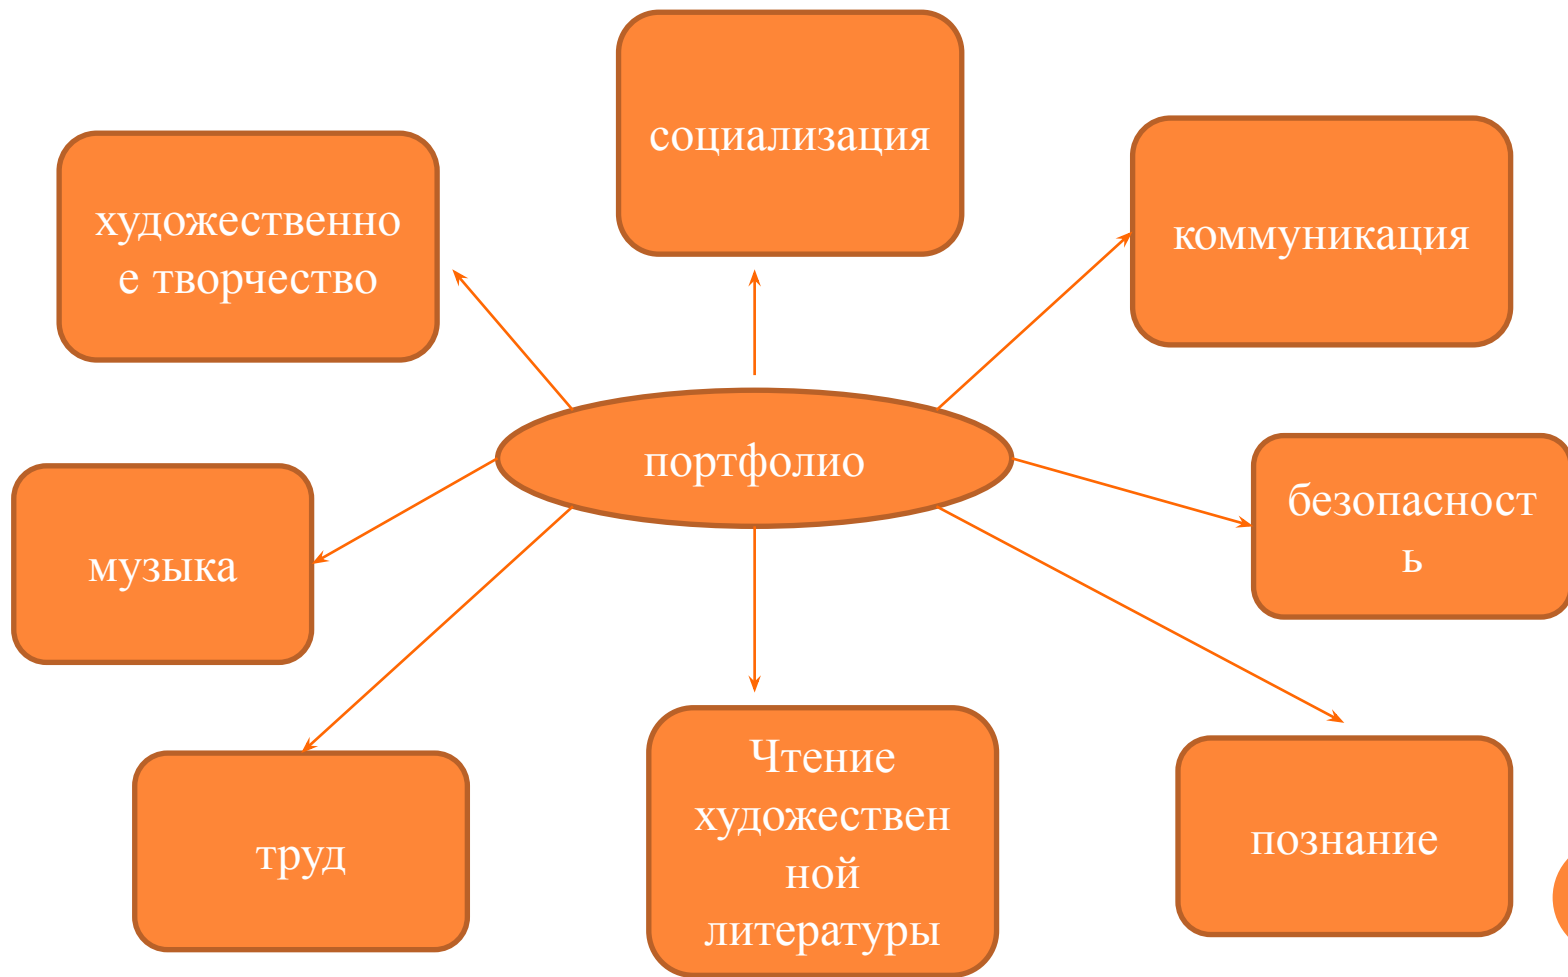 социализация
художественно
е творчество
коммуникация
портфолио
безопасност
ь
музыка
Чтение
художествен
ной
литературы
труд
познание